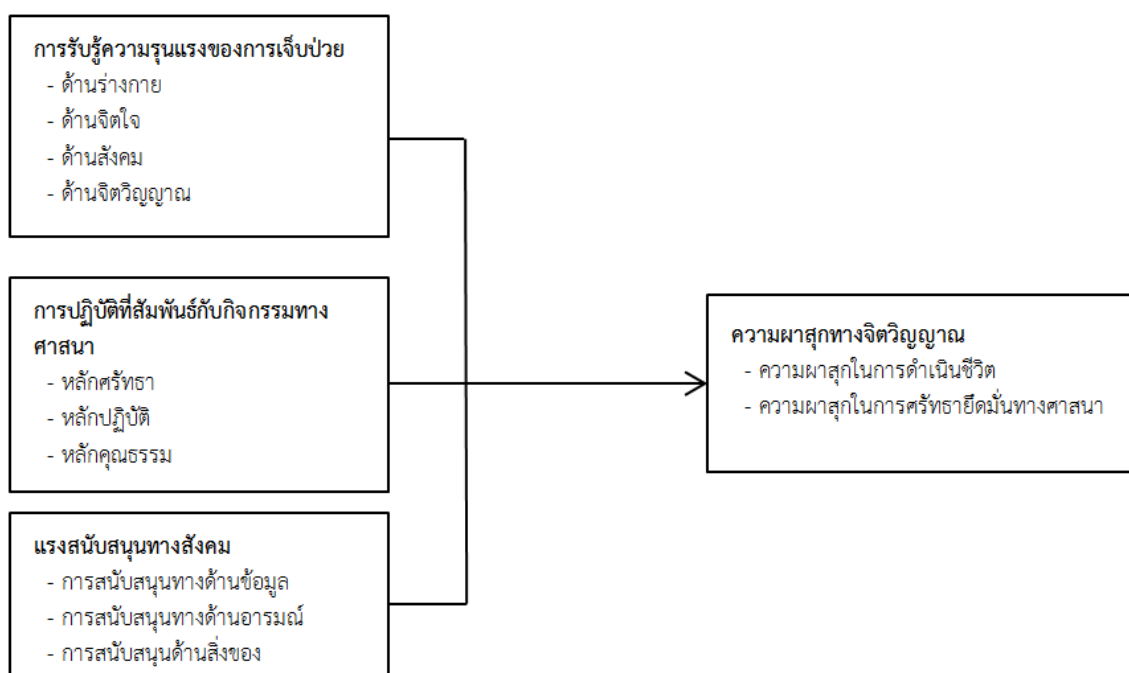 การรับรู้ความรุนแรงของการเจ็บป่วย
- ด้านร่างกาย
- ด้านจิตใจ
- ด้านสังคม
- ด้านจิตวิญญาณ
การปฏิบัติที่สัมพันธ์กับกิจกรรมทาง
ศาสนา
- หลักศรัทธา
- หลักปฏิบัติ
- หลักคุณธรรม
แรงสนับสนุนทางสังคม
- การสนับสนุนทางด้านข้อมูล
- การสนับสนุนทางด้านอารมณ์
- การสนับสนุนด้านสิ่งของ
ความผาสุกทางจิตวิญญาณ
- ความผาสุกในการดำเนินชีวิต
- ความผาสุกในการศรัทธายึดมั่นทางศาสนา